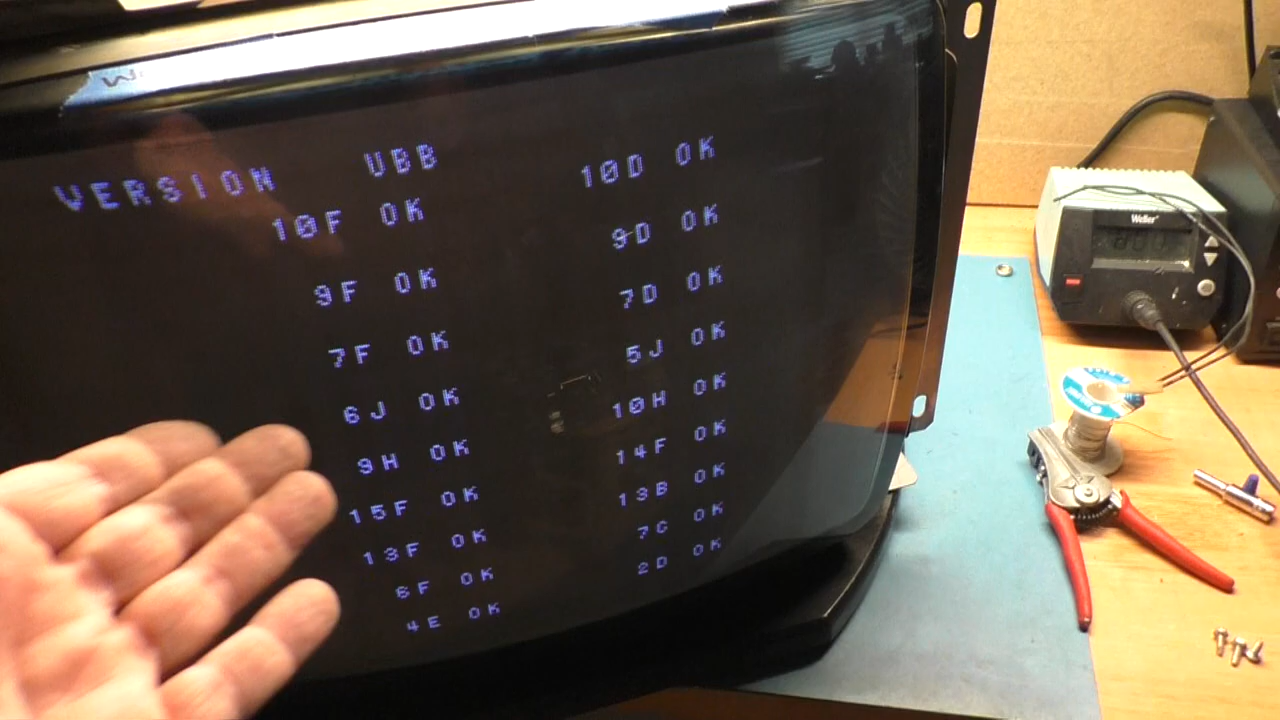 VERSION UBB
10F OK 10D OK
9F OK 9D OK
7F OK 7D OK
6J OK 5J OK
9H OK 10H OK
15F OK 14F OK
13F OK 13B OK
6F OK 7C OK
4E OK 2D OK
Weller